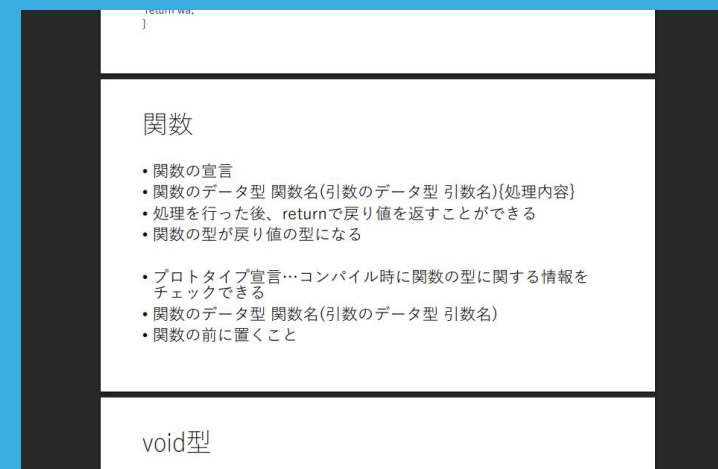 return wa;
}
関数
• 関数の宣言
• 関数のデータ型 関数名(引数のデータ型 引数名){処理内容}
• 処理を行った後、returnで戻り値を返すことができる
• 関数の型が戻り値の型になる
• プロトタイプ宣言…コンパイル時に関数の型に関する情報を
チェックできる
• 関数のデータ型 関数名(引数のデータ型 引数名)
• 関数の前に置くこと
void型